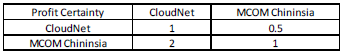 Profit Certainty CloudNet MCOM Chininsia
CloudNet 1 0.5
MCOM Chininsia 2 1